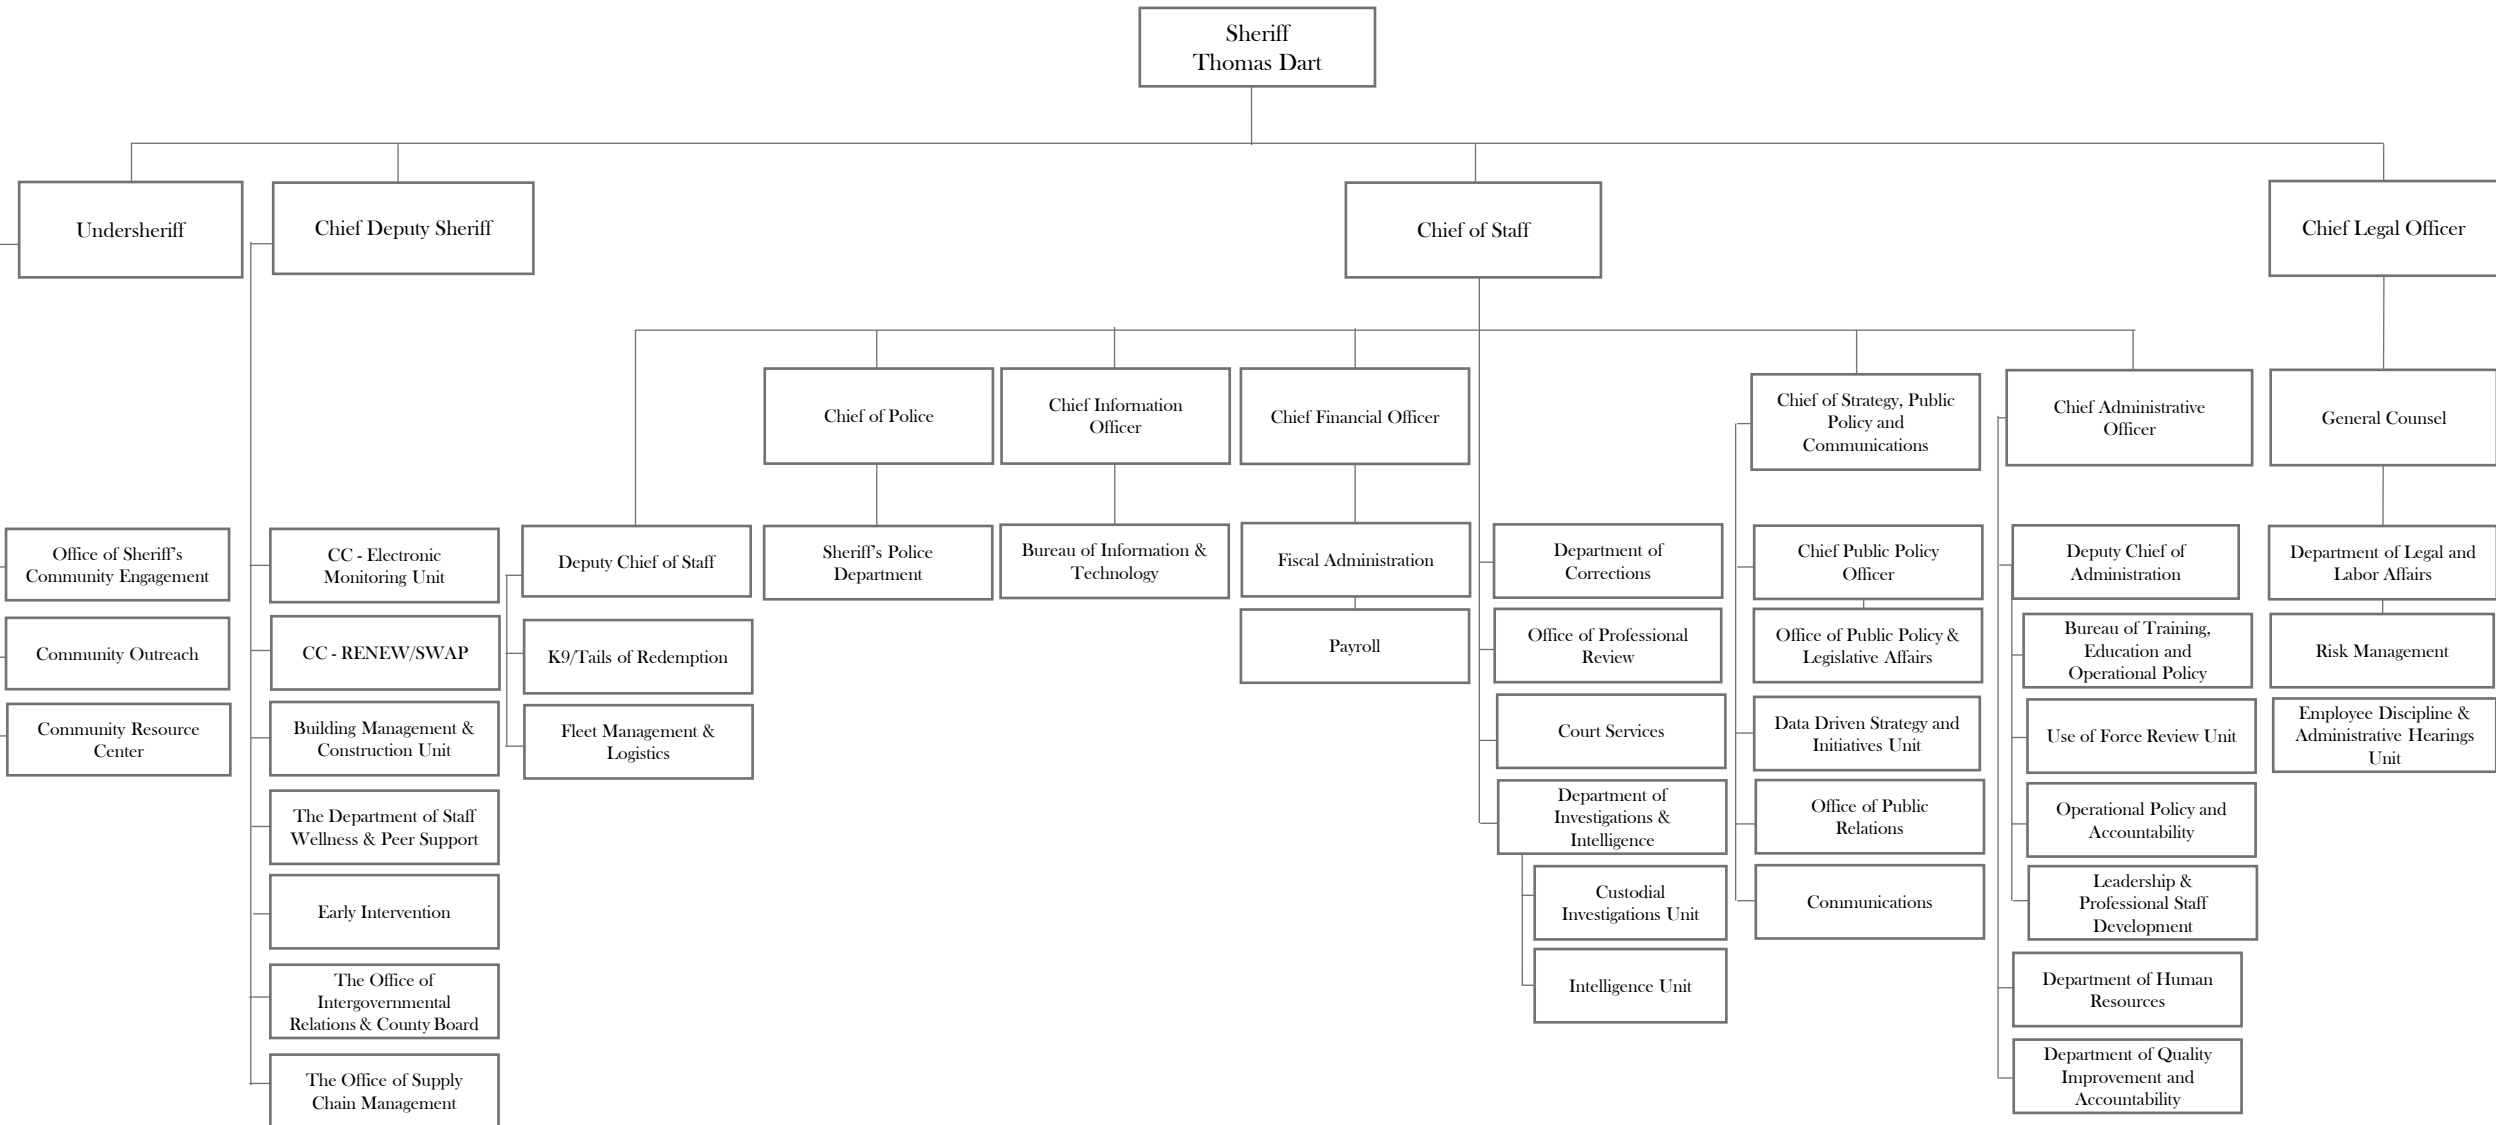 Sheriff
Thomas Dart
Undersheriff
Chief Deputy Sheriff
Chief of Staff
Chief Legal Officer
Chief of Police
Chief Information
Officer
Chief Financial Officer
Chief of Strategy, Public
Policy and
Communications
Chief Administrative
Officer
General Counsel
Office of Sheriff's
Community Engagement
Community Outreach
Community Resource
Center
CC - Electronic
Monitoring Unit
CC - RENEW/SWAP
Building Management &
Construction Unit
The Department of Staff
Wellness & Peer Support
Early Intervention
The Office of
Intergovernmental
Relations & County Board
The Office of Supply
Chain Management
Deputy Chief of Staff
K9/Tails of Redemption
Fleet Management &
Logistics
Sheriff's Police
Department
Bureau of Information &
Technology
Fiscal Administration
Payroll
Department of
Corrections
Office of Professional
Review
Court Services
Department of
Investigations &
Intelligence
Custodial
Investigations Unit
Intelligence Unit
Chief Public Policy
Officer
Office of Public Policy &
Legislative Affairs
Data Driven Strategy and
Initiatives Unit
Office of Public
Relations
Communications
Deputy Chief of
Administration
Bureau of Training,
Education and
Operational Policy
Use of Force Review Unit
Operational Policy and
Accountability
Leadership &
Professional Staff
Development
Department of Human
Resources
Department of Quality
Improvement and
Accountability
Department of Legal and
Labor Affairs
Risk Management
Employee Discipline &
Administrative Hearings
Unit